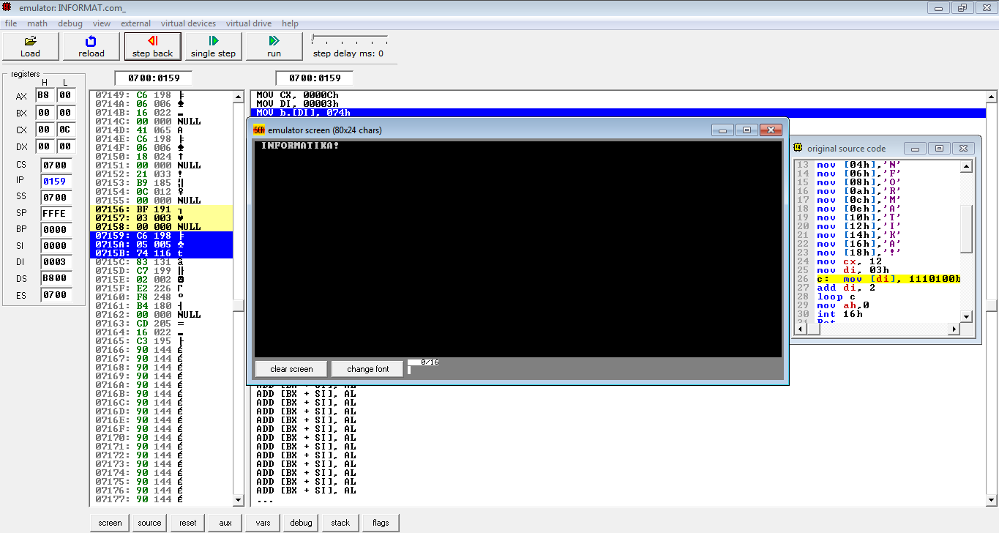 emulator: INFORMAT.com_
file math debug view external virtual devices virtual drive help
Load reload step back single step run step delay ms: 0
registers
H L
AX B8 00
BX 00 00
CX 00 0C
DX 00 00
CS 0700
IP 0159
SS 0700
SP FFFE
BP 0000
SI 0000
DI 0003
DS B800
ES 0700
0700:0159 0700:0159
07149: C6 198 ╞
0714A: 06 006 ♠
0714B: 16 022 ▬
0714C: 00 000 NULL
0714D: 41 065 A
0714E: C6 198 ╞
0714F: 06 006 ♠
07150: 18 024 ↑
07151: 00 000 NULL
07152: 21 033 !
07153: B9 185 ╣
07154: 0C 012 ♀
07155: 00 000 NULL
07156: BF 191 ┐
07157: 03 003 ♥
07158: 00 000 NULL
07159: C6 198 ╞
0715A: 05 005 ♣
0715B: 74 116 t
0715C: 83 131 â
0715D: C7 199 ╟
0715E: 02 002 ☻
0715F: E2 226 Γ
07160: F8 248 °
07161: B4 180 ┤
07162: 00 000 NULL
07163: CD 205 =
07164: 16 022 ▬
07165: C3 195 ├
07166: 90 144 É
07167: 90 144 É
07168: 90 144 É
07169: 90 144 É
0716A: 90 144 É
0716B: 90 144 É
0716C: 90 144 É
0716D: 90 144 É
0716E: 90 144 É
0716F: 90 144 É
07170: 90 144 É
07171: 90 144 É
07172: 90 144 É
07173: 90 144 É
07174: 90 144 É
07175: 90 144 É
07176: 90 144 É
07177: 90 144 É
MOV CX, 0000Ch
MOV DI, 00003h
MOV b.[DI], 074h
emulator screen (80x24 chars)
INFORMATIKA!
clear screen change font 0/16
ADD [BX + SI], AL
ADD [BX + SI], AL
ADD [BX + SI], AL
ADD [BX + SI], AL
ADD [BX + SI], AL
ADD [BX + SI], AL
ADD [BX + SI], AL
ADD [BX + SI], AL
ADD [BX + SI], AL
ADD [BX + SI], AL
ADD [BX + SI], AL
ADD [BX + SI], AL
ADD [BX + SI], AL
...
original source code
13 mov [04h],'N'
14 mov [06h],'F'
15 mov [08h],'O'
16 mov [0ah],'R'
17 mov [0ch],'M'
18 mov [0eh],'A'
19 mov [10h],'T'
20 mov [12h],'I'
21 mov [14h],'K'
22 mov [16h],'A'
23 mov [18h],'!'
24 mov cx, 12
25 mov di, 03h
26 c: mov [di], 1110100b
27 add di, 2
28 loop c
29 mov ah,0
30 int 16h
31 Ret
screen source reset aux vars debug stack flags